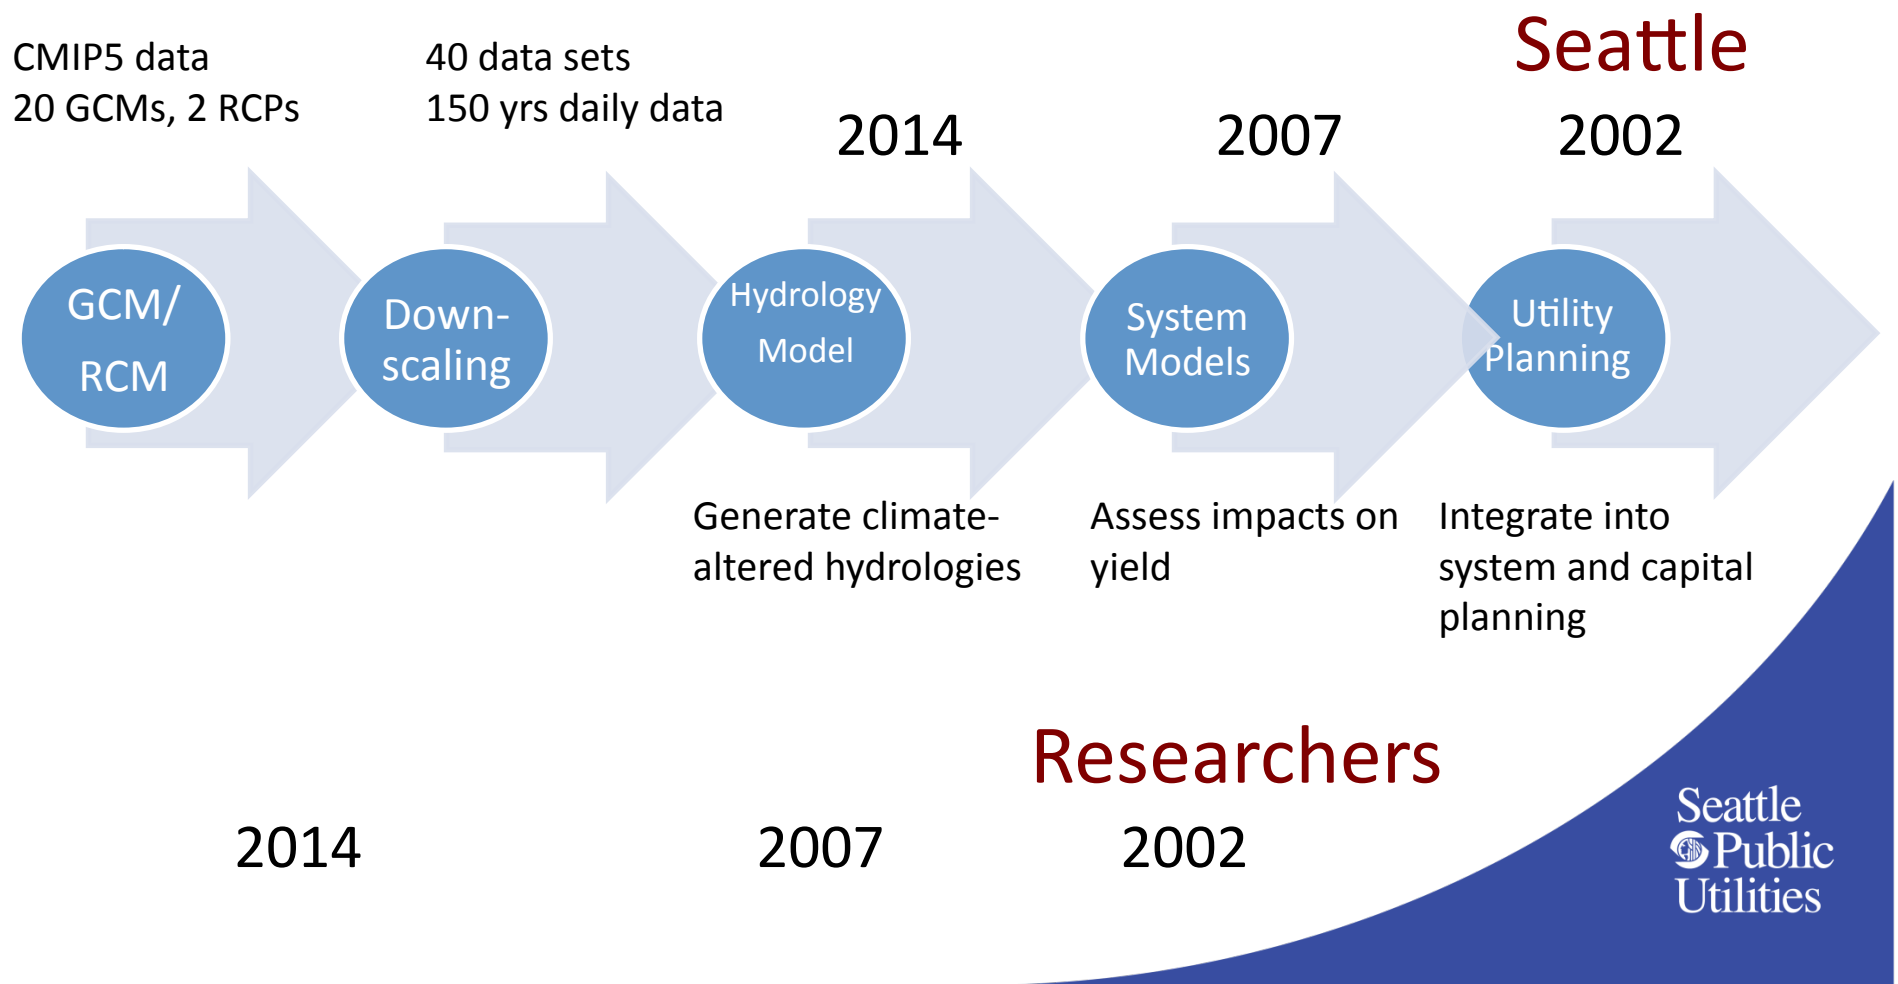 Seattle
CMIP5 data
20 GCMs, 2 RCPs
40 data sets
150 yrs daily data
2014
2007
2002
GCM/
RCM
Down-
scaling
Hydrology
Model
System
Models
Utility
Planning
Generate climate-
altered hydrologies
Assess impacts on
yield
Integrate into
system and capital
planning
Researchers
2014
2007
2002
Seattle
Public
Utilities